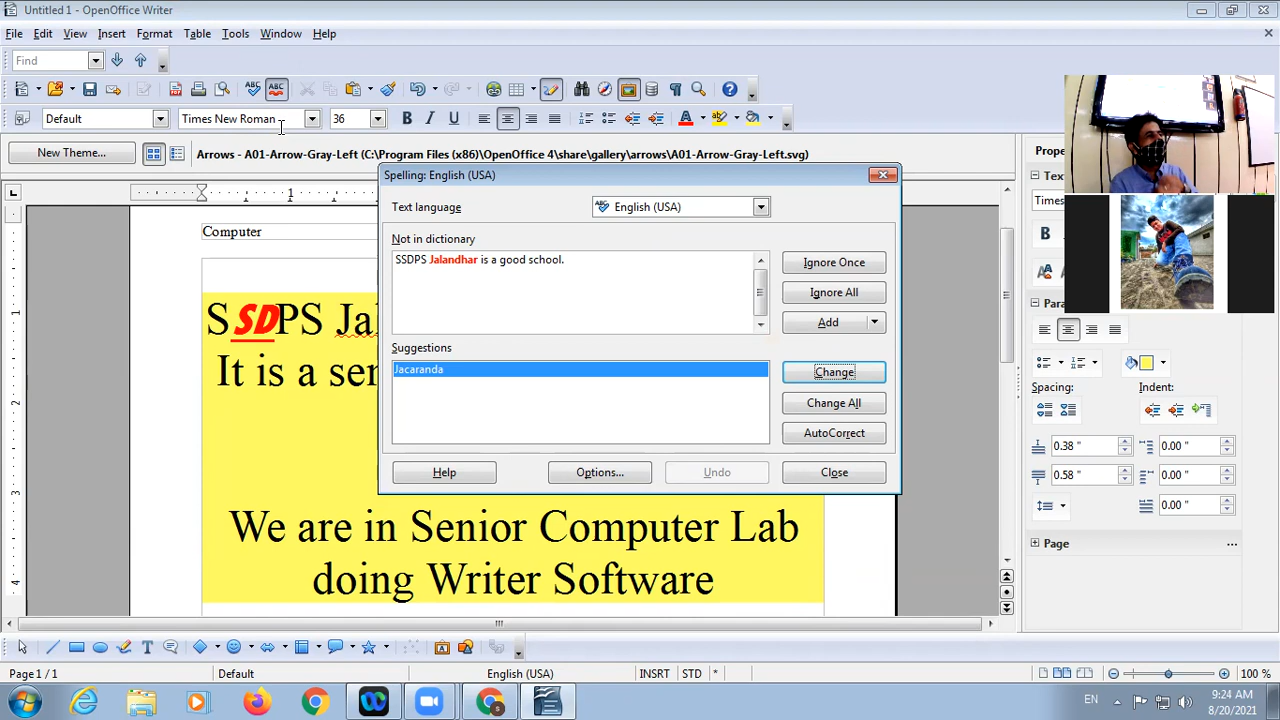 Untitled 1 - OpenOffice Writer
File Edit View Insert Format Table Tools Window Help
Find
Default Times New Roman 36
New Theme... Arrows - A01-Arrow-Gray-Left (C:\Program Files (x86)\OpenOffice 4\share\gallery\arrows\A01-Arrow-Gray-Left.svg)
Prope
Tex
Times
Para
Spacing: Indent:
0.38 " 0.00 "
0.58 " 0.00 "
0.00 "
Page
Spelling: English (USA)
Text language English (USA)
Not in dictionary
SSDPS Jalandhar is a good school.
Ignore Once
Ignore All
Add
Suggestions
Jacaranda
Change
Change All
AutoCorrect
Help Options... Undo Close
Computer
SSDPS Jal
It is a sen
We are in Senior Computer Lab
doing Writer Software
Page 1 / 1 Default English (USA) INSRT STD * 100 %
EN 9:24 AM
8/20/2021